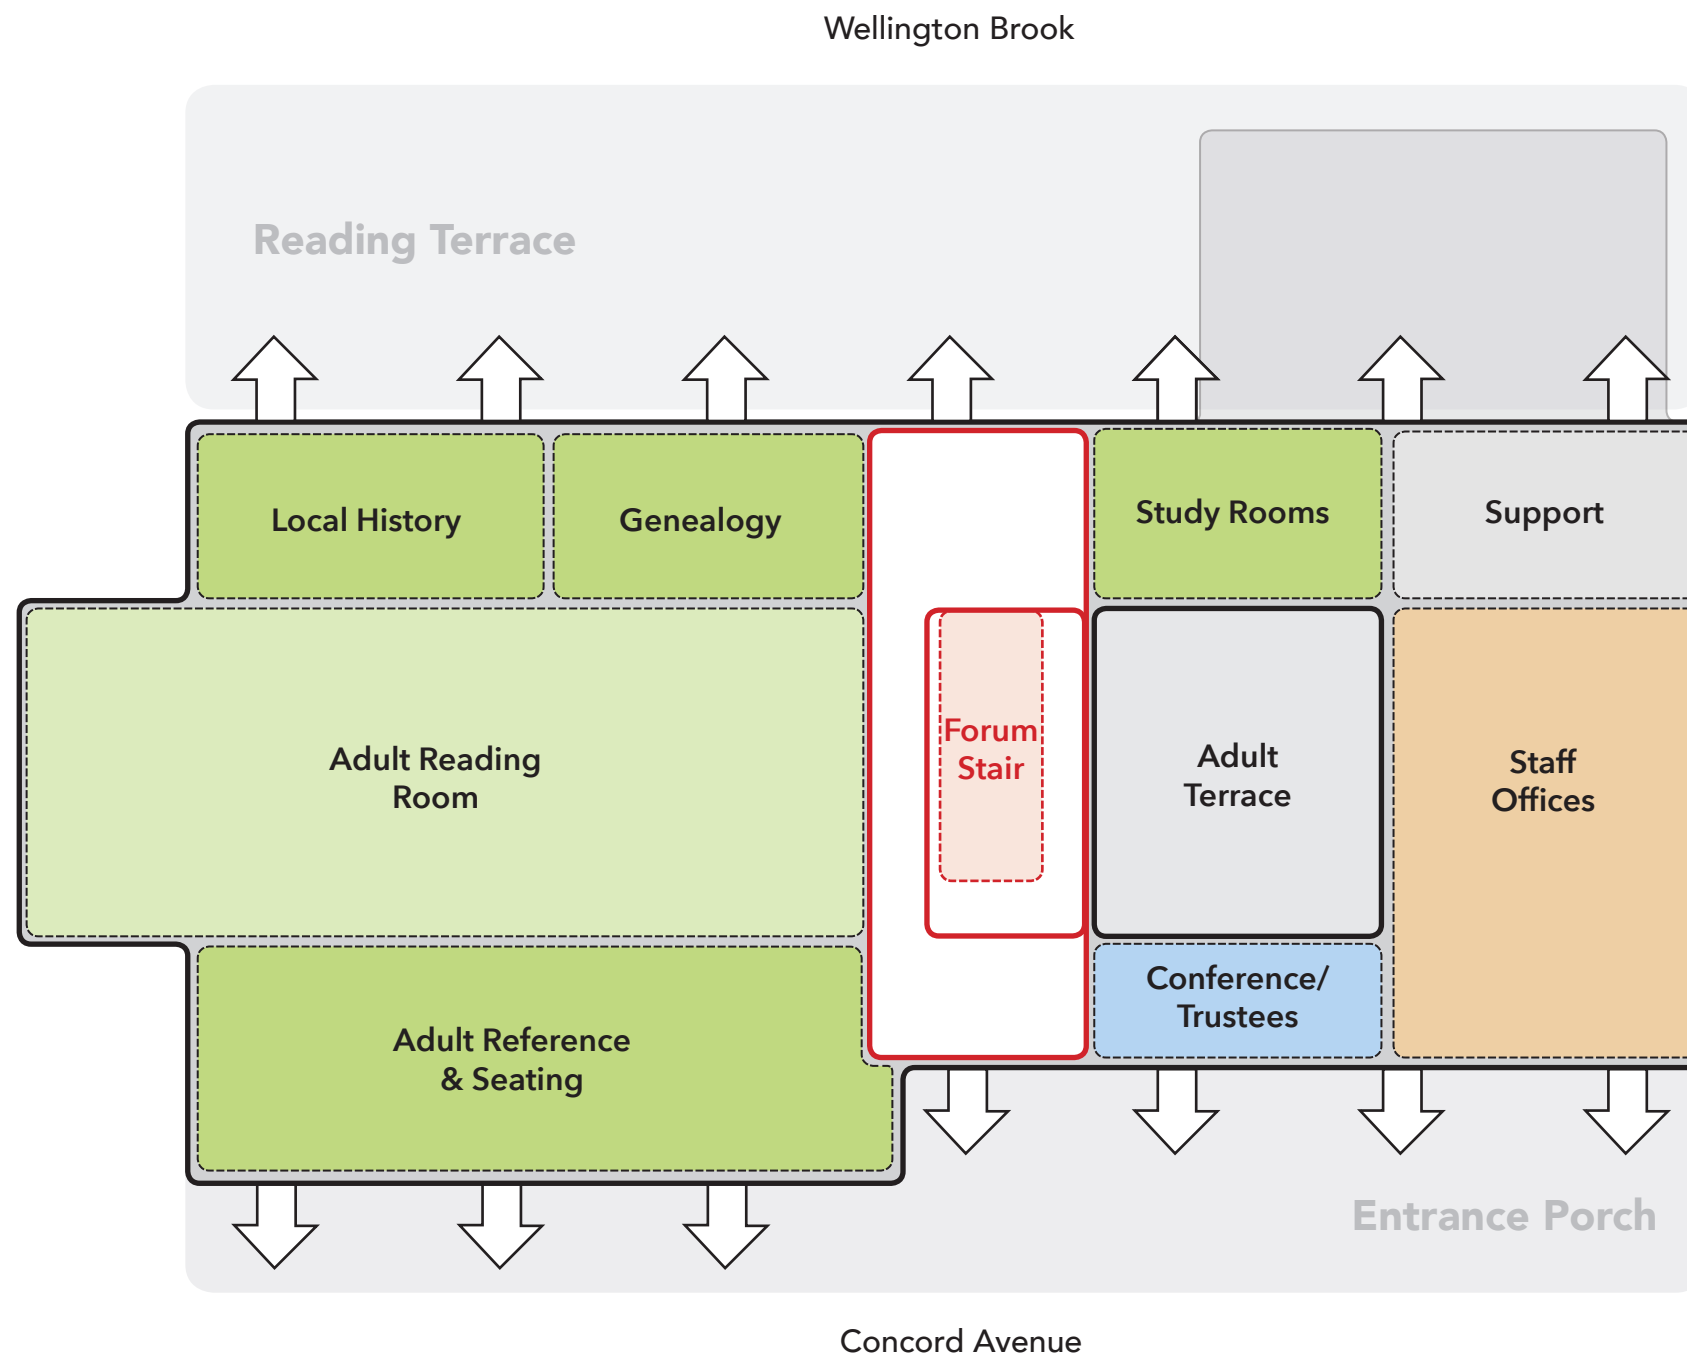 Wellington Brook
Reading Terrace
Local History
Genealogy
Study Rooms
Support
Adult Reading
Room
Forum
Stair
Adult
Terrace
Staff
Offices
Conference/
Trustees
Adult Reference
& Seating
Entrance Porch
Concord Avenue